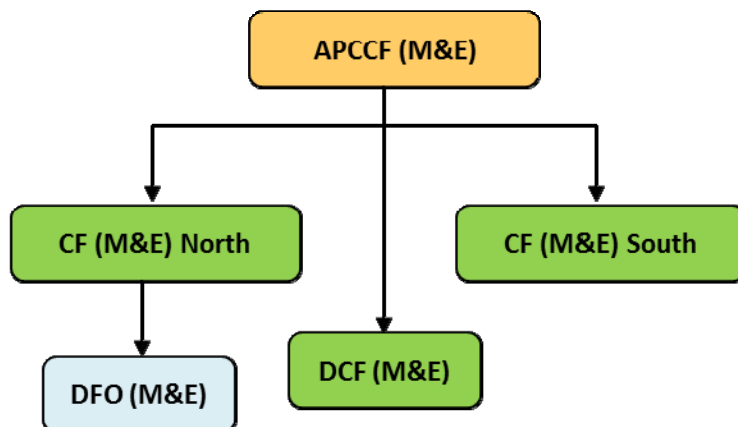 APCCF (M&E)
CF (M&E) North
CF (M&E) South
DFO (M&E)
DCF (M&E)